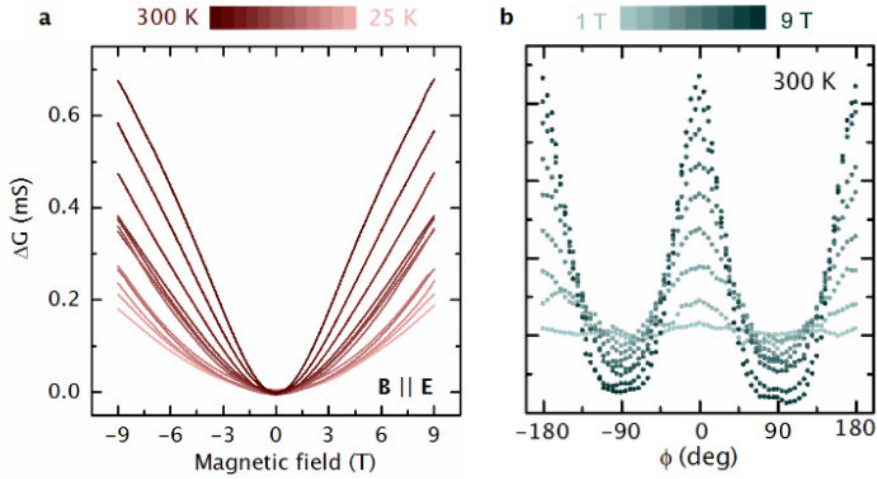 a
300 K 25 K
ΔG (mS)
0.6
0.4
0.2
0.0
B || E
−9 −6 −3 0 3 6 9
Magnetic field (T)
b
1 T 9 T
300 K
−180 −90 0 90 180
ϕ (deg)